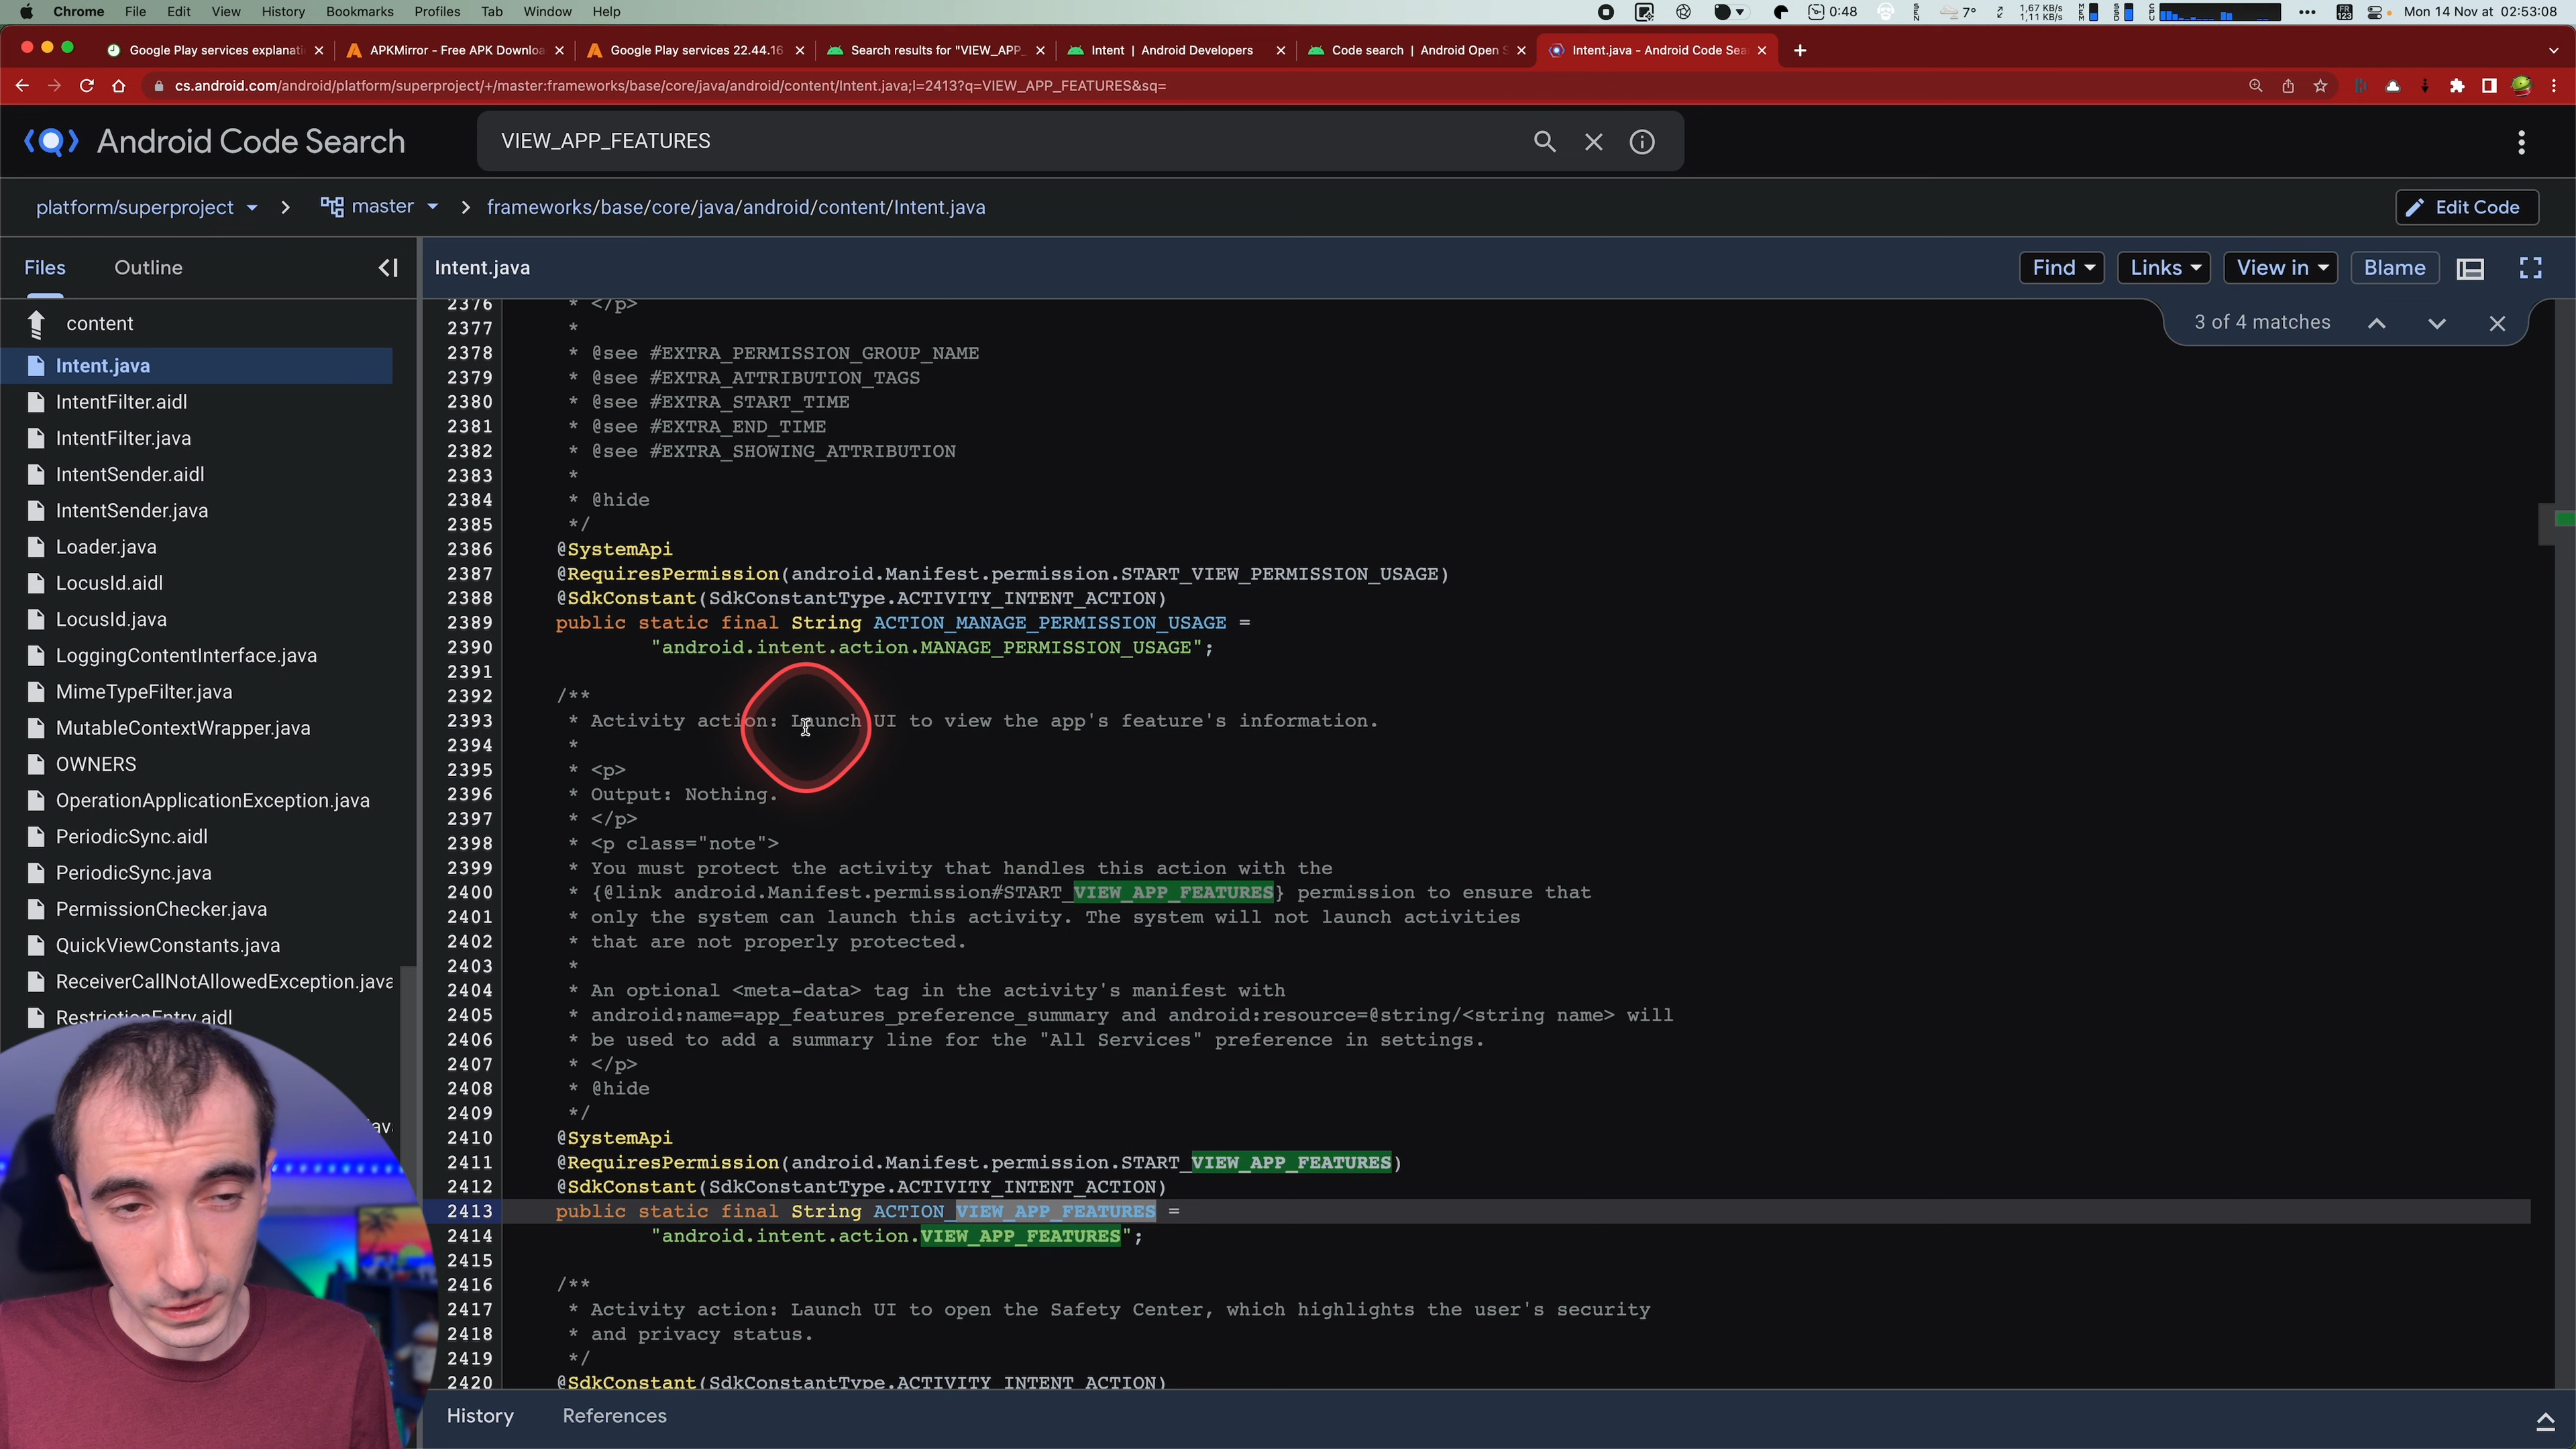 Chrome File Edit View History Bookmarks Profiles Tab Window Help 0:48 7° 1,67 KB/s 1,11 KB/s Mon 14 Nov at 02:53:08
Google Play services explanati APKMirror - Free APK Downloa Google Play services 22.44.16 Search results for "VIEW_APP_ Intent | Android Developers Code search | Android Open S Intent.java - Android Code Sea
cs.android.com/android/platform/superproject/+/master:frameworks/base/core/java/android/content/Intent.java;l=2413?q=VIEW_APP_FEATURES&sq=
Android Code Search VIEW_APP_FEATURES
platform/superproject master frameworks/base/core/java/android/content/Intent.java Edit Code
Files Outline Intent.java Find Links View in Blame
3 of 4 matches
content
Intent.java
IntentFilter.aidl
IntentFilter.java
IntentSender.aidl
IntentSender.java
Loader.java
LocusId.aidl
LocusId.java
LoggingContentInterface.java
MimeTypeFilter.java
MutableContextWrapper.java
OWNERS
OperationApplicationException.java
PeriodicSync.aidl
PeriodicSync.java
PermissionChecker.java
QuickViewConstants.java
ReceiverCallNotAllowedException.java
RestrictionEntry.aidl
2376 * </p>
2377 *
2378 * @see #EXTRA_PERMISSION_GROUP_NAME
2379 * @see #EXTRA_ATTRIBUTION_TAGS
2380 * @see #EXTRA_START_TIME
2381 * @see #EXTRA_END_TIME
2382 * @see #EXTRA_SHOWING_ATTRIBUTION
2383 *
2384 * @hide
2385 */
2386 @SystemApi
2387 @RequiresPermission(android.Manifest.permission.START_VIEW_PERMISSION_USAGE)
2388 @SdkConstant(SdkConstantType.ACTIVITY_INTENT_ACTION)
2389 public static final String ACTION_MANAGE_PERMISSION_USAGE =
2390 "android.intent.action.MANAGE_PERMISSION_USAGE";
2391
2392 /**
2393 * Activity action: Launch UI to view the app's feature's information.
2394 *
2395 * <p>
2396 * Output: Nothing.
2397 * </p>
2398 * <p class="note">
2399 * You must protect the activity that handles this action with the
2400 * {@link android.Manifest.permission#START_VIEW_APP_FEATURES} permission to ensure that
2401 * only the system can launch this activity. The system will not launch activities
2402 * that are not properly protected.
2403 *
2404 * An optional <meta-data> tag in the activity's manifest with
2405 * android:name=app_features_preference_summary and android:resource=@string/<string name> will
2406 * be used to add a summary line for the "All Services" preference in settings.
2407 * </p>
2408 * @hide
2409 */
2410 @SystemApi
2411 @RequiresPermission(android.Manifest.permission.START_VIEW_APP_FEATURES)
2412 @SdkConstant(SdkConstantType.ACTIVITY_INTENT_ACTION)
2413 public static final String ACTION_VIEW_APP_FEATURES =
2414 "android.intent.action.VIEW_APP_FEATURES";
2415
2416 /**
2417 * Activity action: Launch UI to open the Safety Center, which highlights the user's security
2418 * and privacy status.
2419 */
2420 @SdkConstant(SdkConstantType.ACTIVITY_INTENT_ACTION)
History References